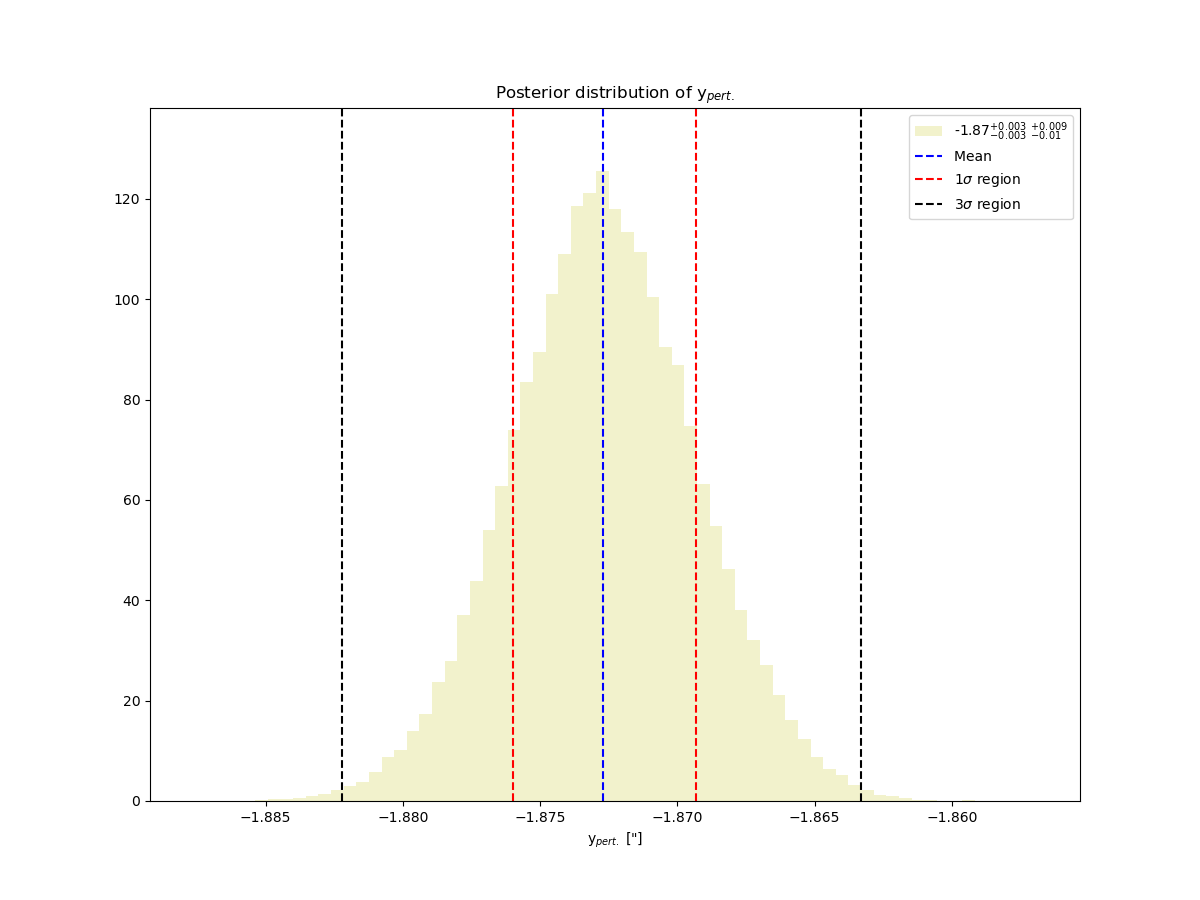 Posterior distribution of y_pert.
-1.87^{+0.003 +0.009}_{−0.003 −0.01}
Mean
1σ region
3σ region
120
100
80
60
40
20
0
−1.885 −1.880 −1.875 −1.870 −1.865 −1.860
y_pert. ["]